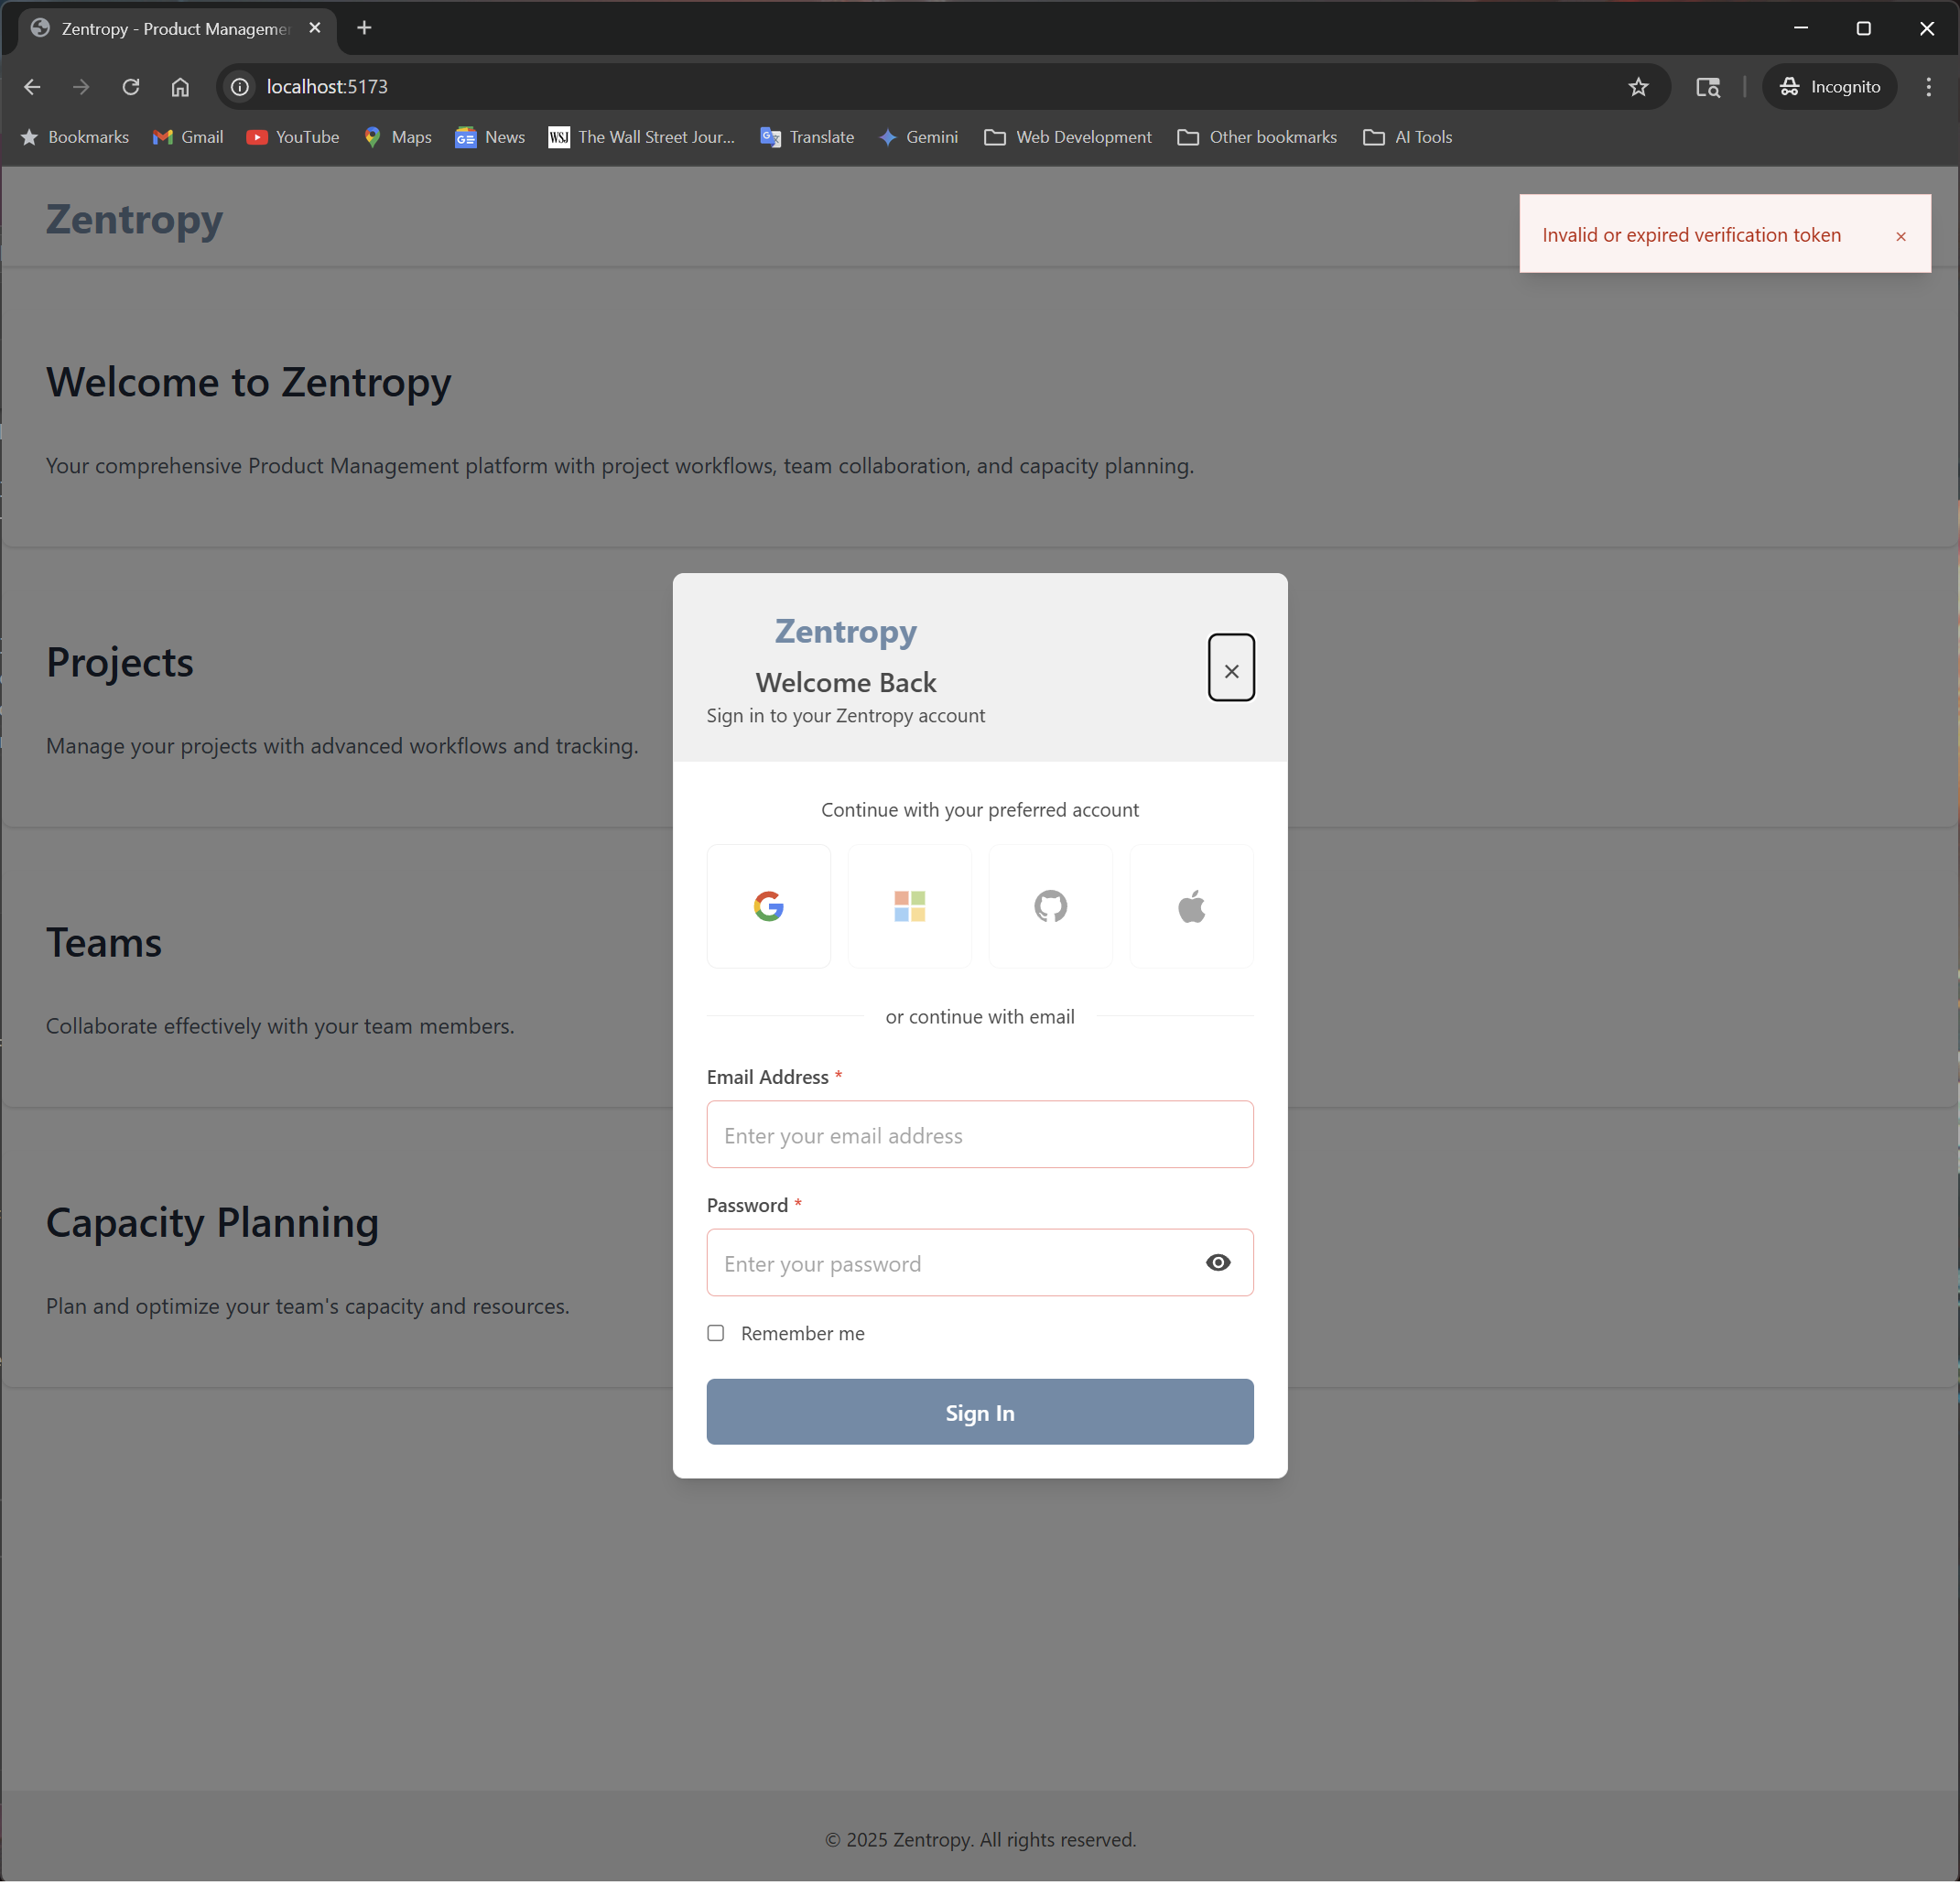 Zentropy - Product Manageme
localhost:5173
Incognito
Bookmarks
Gmail
YouTube
Maps
News
WSJ
The Wall Street Jour...
Translate
Gemini
Web Development
Other bookmarks
AI Tools
Zentropy
Invalid or expired verification token
Welcome to Zentropy
Your comprehensive Product Management platform with project workflows, team collaboration, and capacity planning.
Projects
Manage your projects with advanced workflows and tracking.
Teams
Collaborate effectively with your team members.
Capacity Planning
Plan and optimize your team's capacity and resources.
Zentropy
Welcome Back
Sign in to your Zentropy account
Continue with your preferred account
or continue with email
Email Address *
Enter your email address
Password *
Enter your password
Remember me
Sign In
© 2025 Zentropy. All rights reserved.